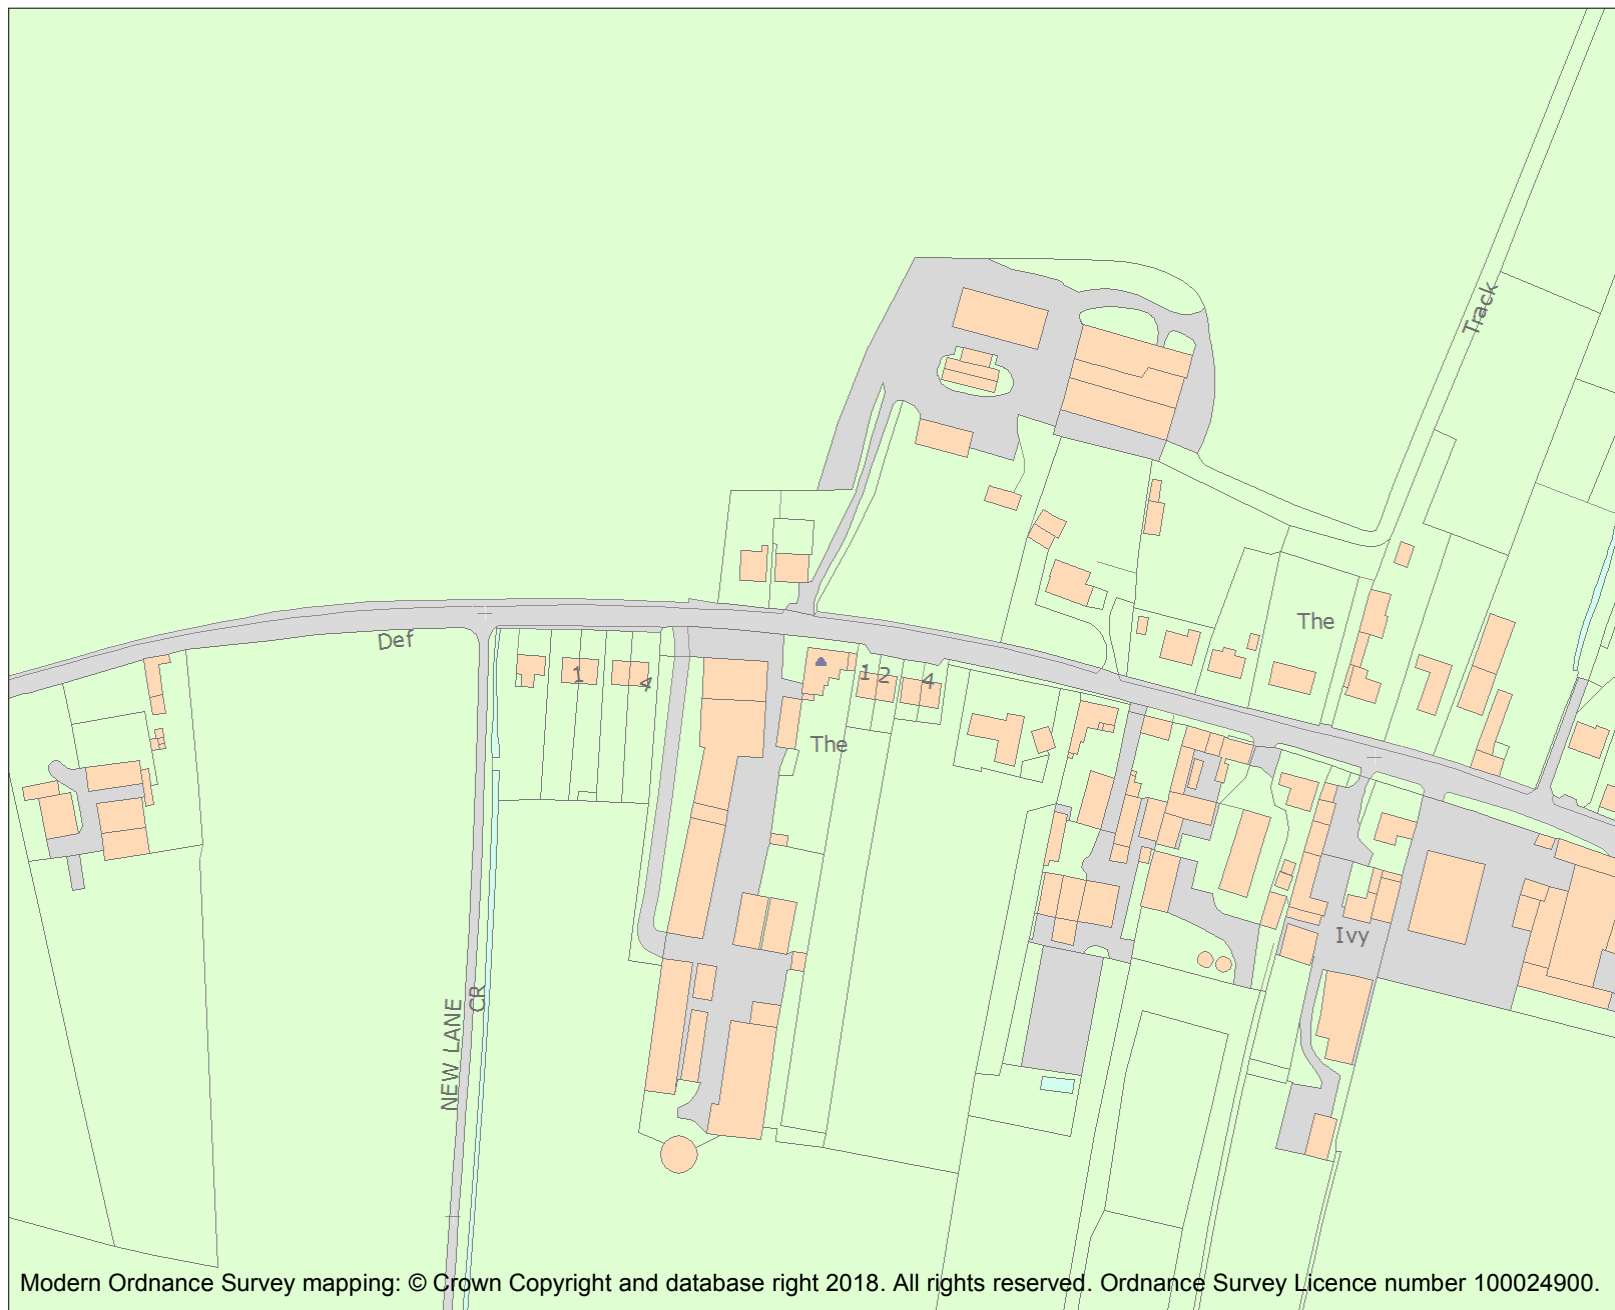 Track
The
Def
1
4
1
2
4
The
Ivy
NEW LANE
CR
Modern Ordnance Survey mapping: © Crown Copyright and database right 2018. All rights reserved. Ordnance Survey Licence number 100024900.